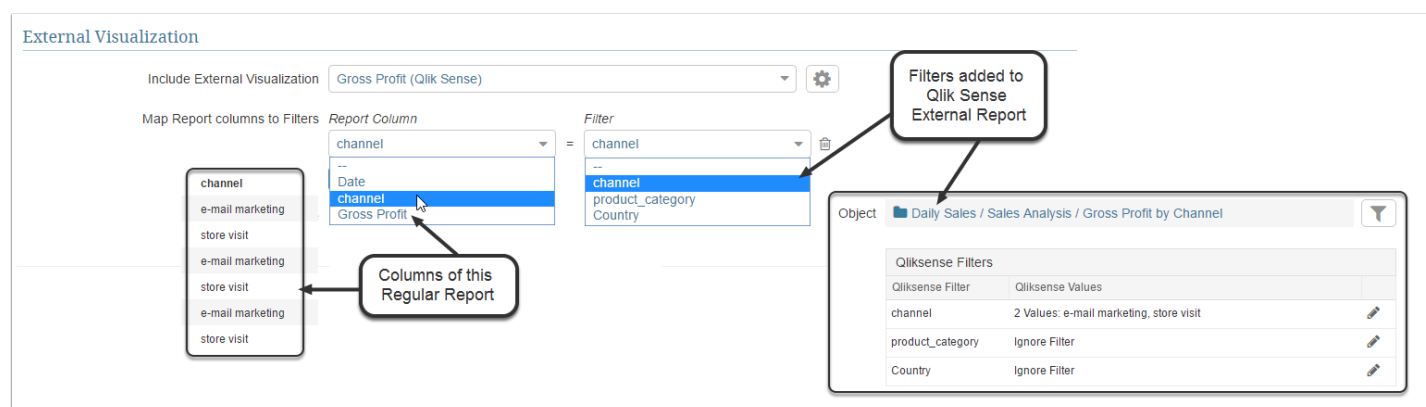 External Visualization
Include External Visualization Gross Profit (Qlik Sense)
Map Report columns to Filters Report Column Filter
channel = channel
--
Date
channel
Gross Profit
--
channel
product_category
Country
channel
e-mail marketing
store visit
e-mail marketing
store visit
e-mail marketing
store visit
Columns of this
Regular Report
Filters added to
Qlik Sense
External Report
Object Daily Sales / Sales Analysis / Gross Profit by Channel
Qliksense Filters
Qliksense Filter Qliksense Values
channel 2 Values: e-mail marketing, store visit
product_category Ignore Filter
Country Ignore Filter